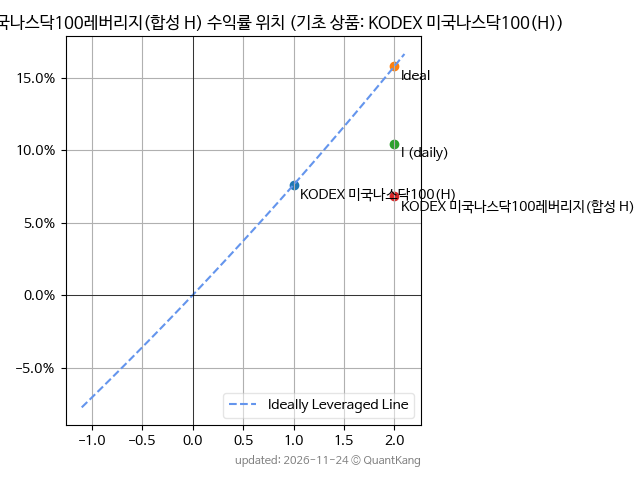 국나스닥100레버리지(합성 H) 수익률 위치 (기초 상품: KODEX 미국나스닥100(H))
15.0%
10.0%
5.0%
0.0%
−5.0%
Ideal
I (daily)
KODEX 미국나스닥100(H)
KODEX 미국나스닥100레버리지(합성 H)
Ideally Leveraged Line
−1.0 −0.5 0.0 0.5 1.0 1.5 2.0
updated: 2026-11-24 © QuantKang